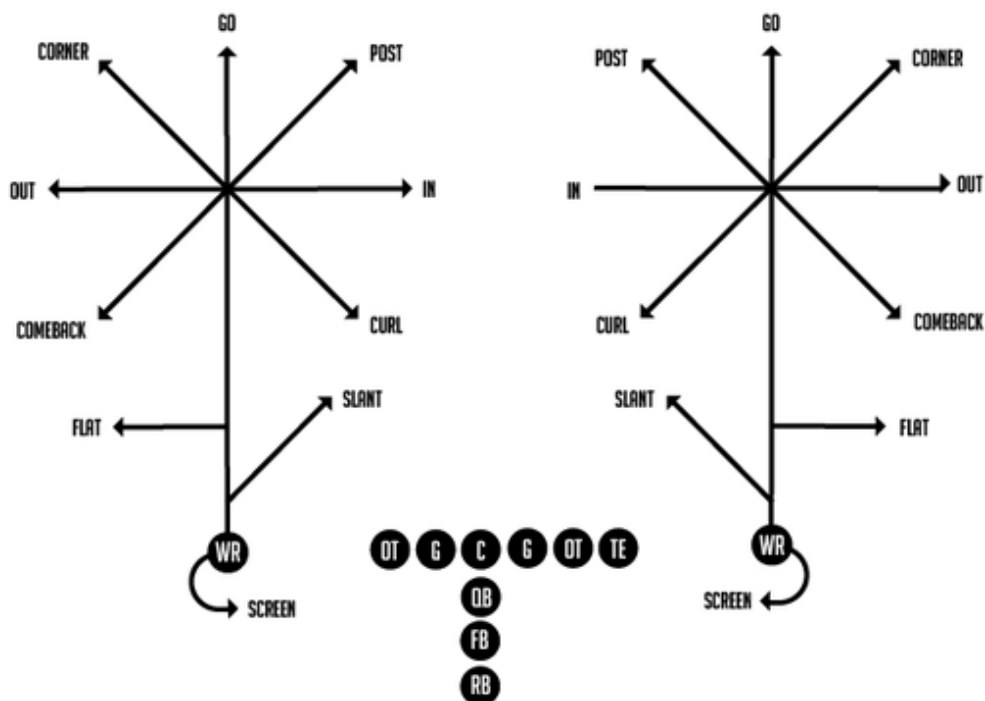 GO
CORNER
POST
OUT
IN
COMEBACK
CURL
FLAT
SLANT
WR
SCREEN
GO
POST
CORNER
IN
OUT
CURL
COMEBACK
SLANT
FLAT
WR
SCREEN
OT G C G OT TE
QB
FB
RB